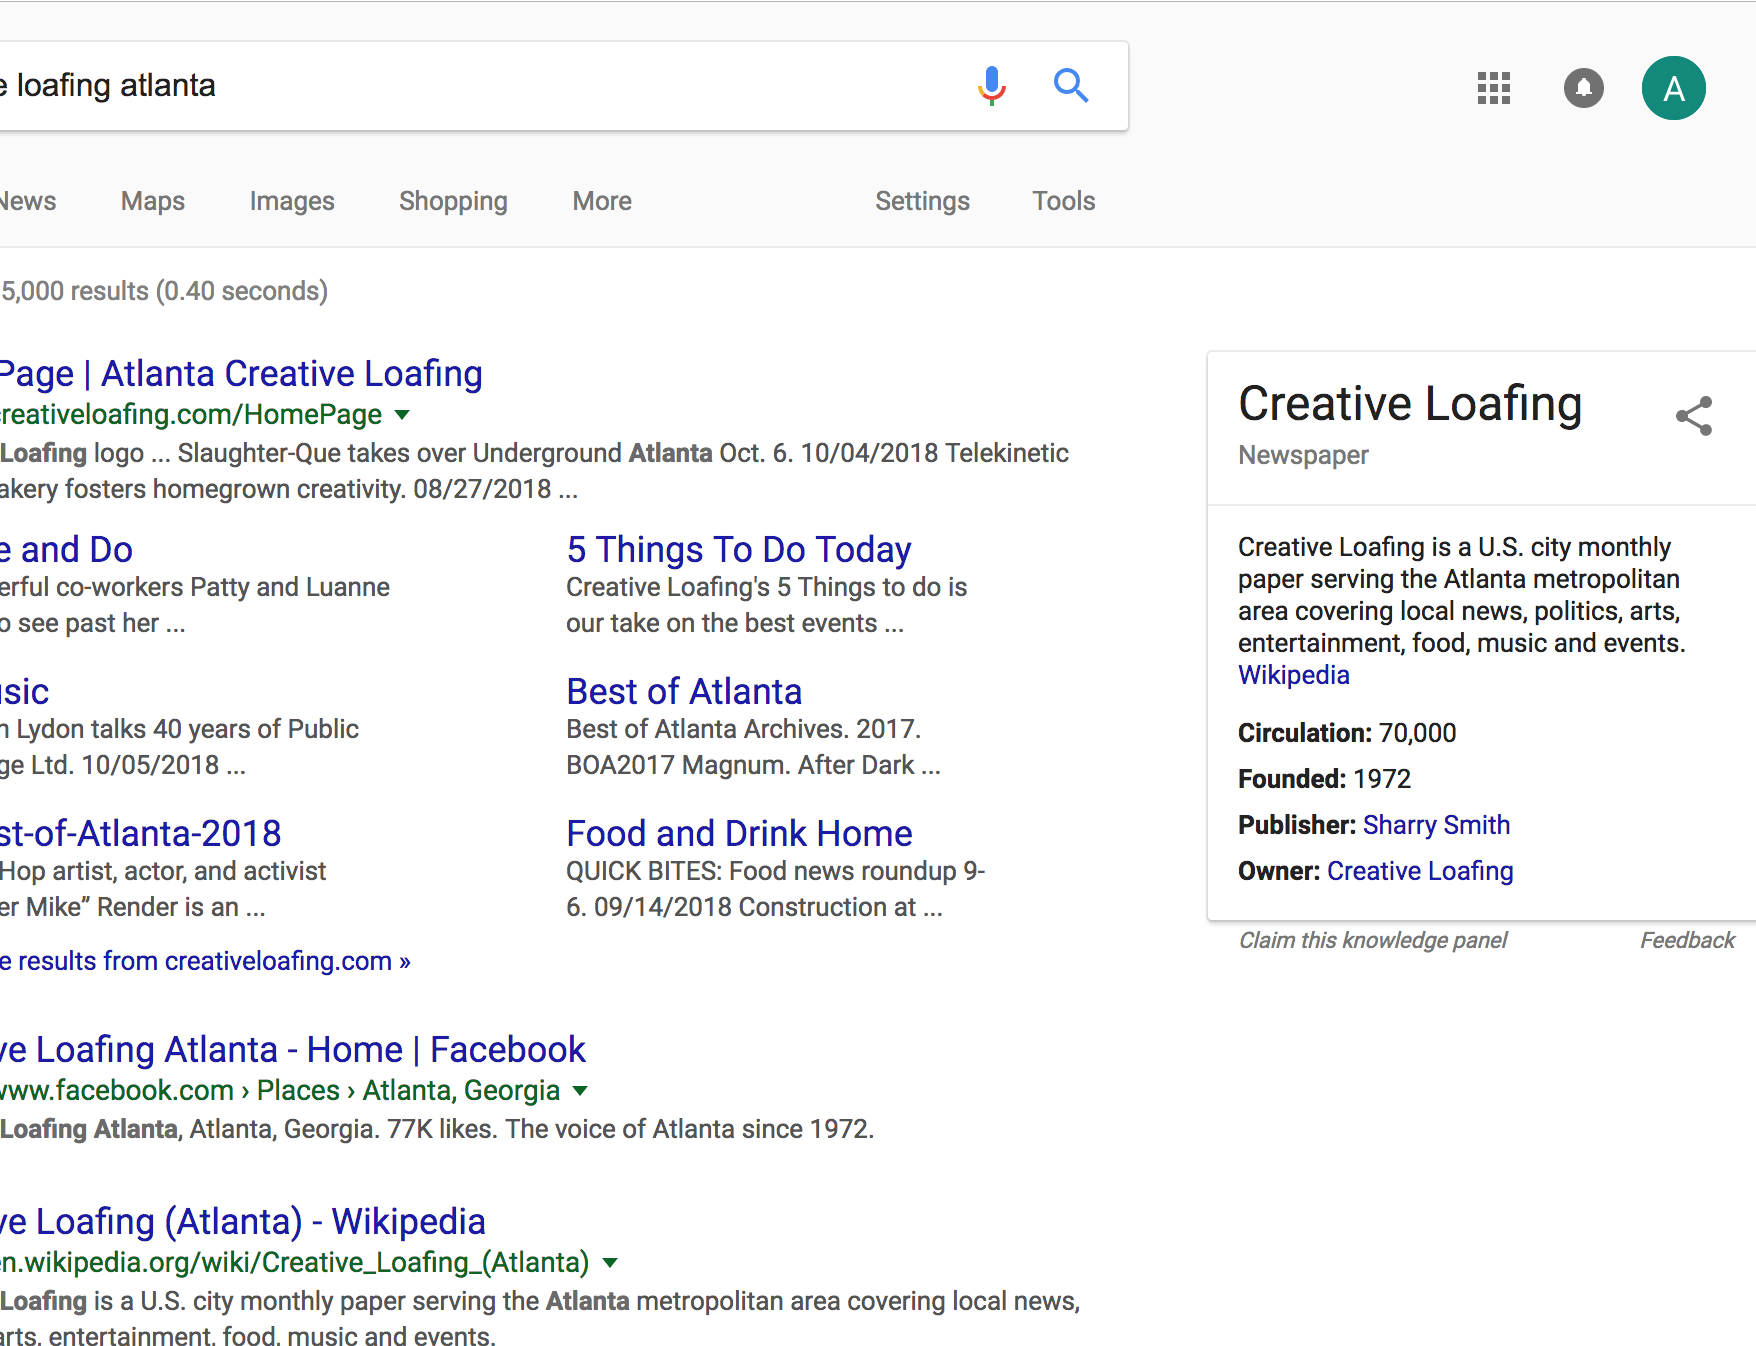 loafing atlanta
A
News Maps Images Shopping More Settings Tools
5,000 results (0.40 seconds)
Page | Atlanta Creative Loafing
creativeloafing.com/HomePage
Loafing logo ... Slaughter-Que takes over Underground Atlanta Oct. 6. 10/04/2018 Telekinetic
akery fosters homegrown creativity. 08/27/2018 ...
e and Do
erful co-workers Patty and Luanne
o see past her ...
5 Things To Do Today
Creative Loafing's 5 Things to do is
our take on the best events ...
usic
n Lydon talks 40 years of Public
ge Ltd. 10/05/2018 ...
Best of Atlanta
Best of Atlanta Archives. 2017.
BOA2017 Magnum. After Dark ...
st-of-Atlanta-2018
Hop artist, actor, and activist
er Mike” Render is an ...
Food and Drink Home
QUICK BITES: Food news roundup 9-
6. 09/14/2018 Construction at ...
e results from creativeloafing.com »
ve Loafing Atlanta - Home | Facebook
www.facebook.com › Places › Atlanta, Georgia
Loafing Atlanta, Atlanta, Georgia. 77K likes. The voice of Atlanta since 1972.
ve Loafing (Atlanta) - Wikipedia
en.wikipedia.org/wiki/Creative_Loafing_(Atlanta)
Loafing is a U.S. city monthly paper serving the Atlanta metropolitan area covering local news,
arts, entertainment, food, music and events.
Creative Loafing
Newspaper
Creative Loafing is a U.S. city monthly
paper serving the Atlanta metropolitan
area covering local news, politics, arts,
entertainment, food, music and events.
Wikipedia
Circulation: 70,000
Founded: 1972
Publisher: Sharry Smith
Owner: Creative Loafing
Claim this knowledge panel
Feedback